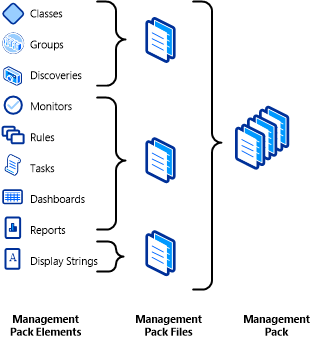 Classes
Groups
Discoveries
Monitors
Rules
Tasks
Dashboards
Reports
A
Display Strings
Management
Pack Elements
Management
Pack Files
Management
Pack